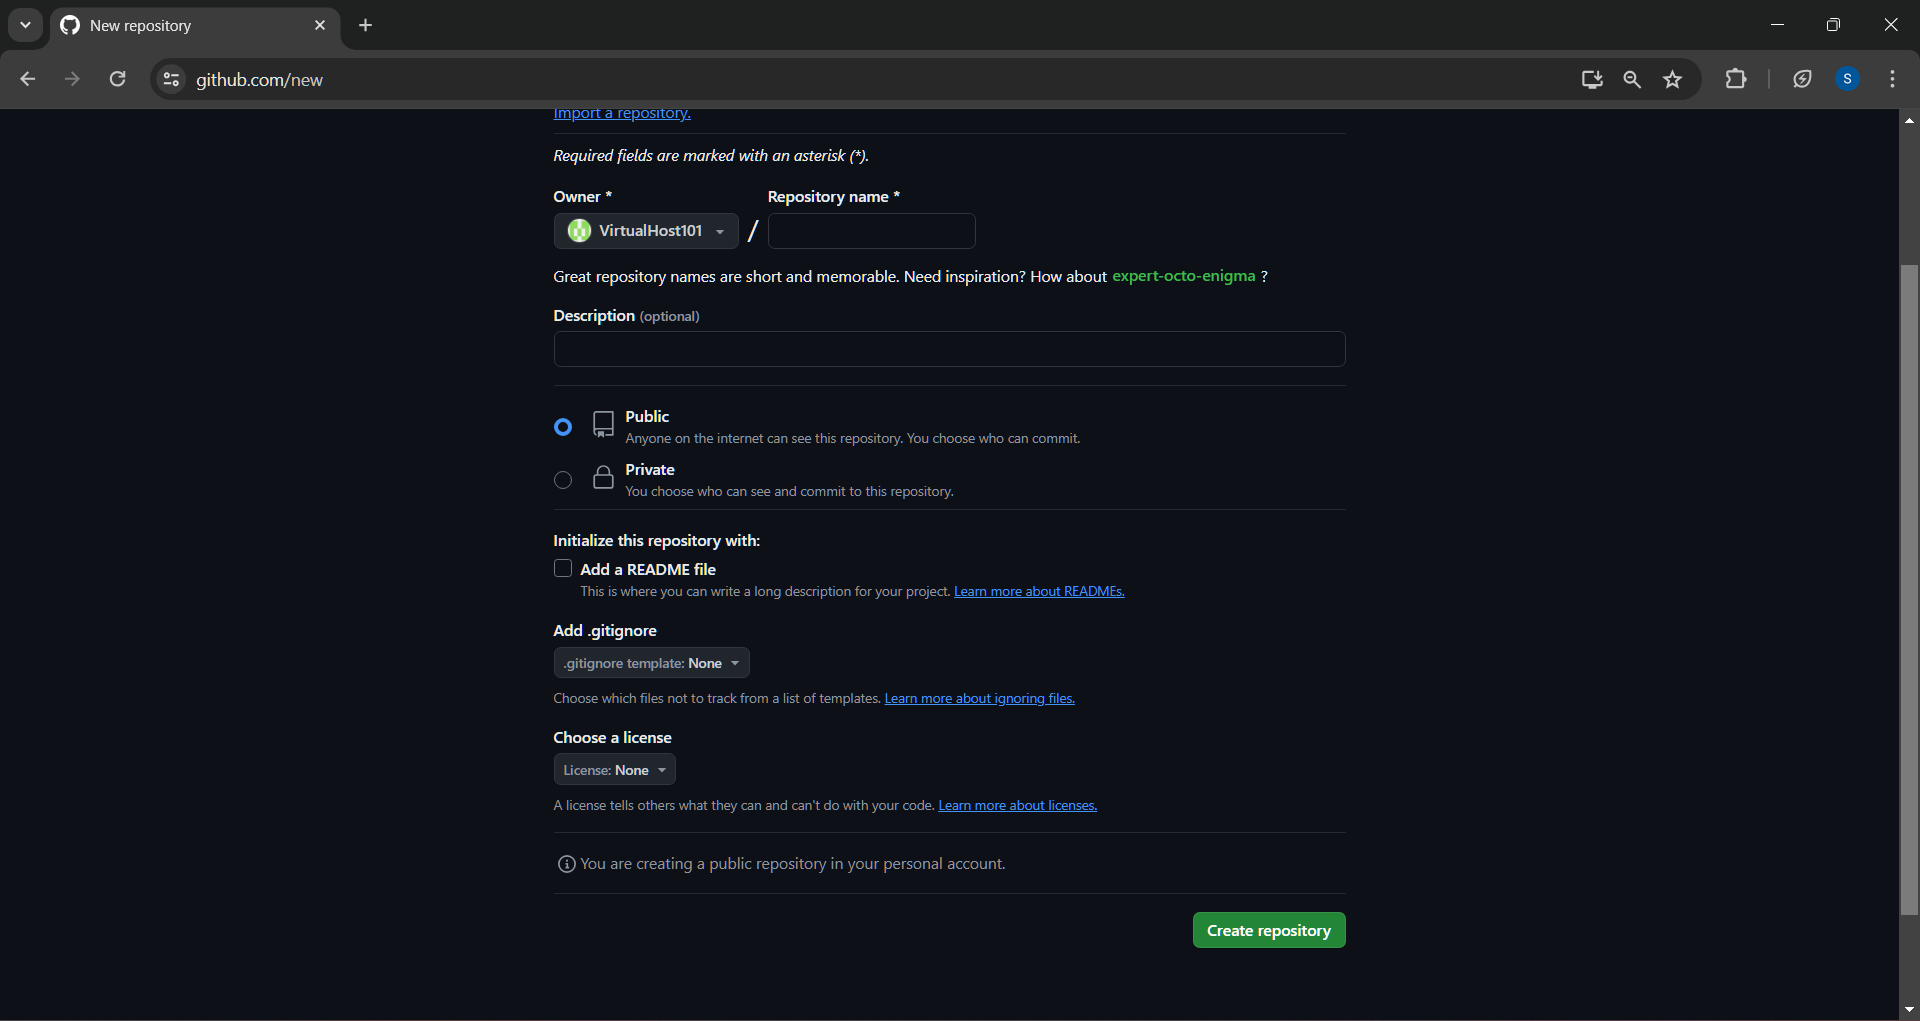 New repository
github.com/new
S
Import a repository.
Required fields are marked with an asterisk (*).
Owner * Repository name *
VirtualHost101 /
Great repository names are short and memorable. Need inspiration? How about expert-octo-enigma ?
Description (optional)
Public
Anyone on the internet can see this repository. You choose who can commit.
Private
You choose who can see and commit to this repository.
Initialize this repository with:
Add a README file
This is where you can write a long description for your project. Learn more about READMEs.
Add .gitignore
.gitignore template: None
Choose which files not to track from a list of templates. Learn more about ignoring files.
Choose a license
License: None
A license tells others what they can and can't do with your code. Learn more about licenses.
You are creating a public repository in your personal account.
Create repository